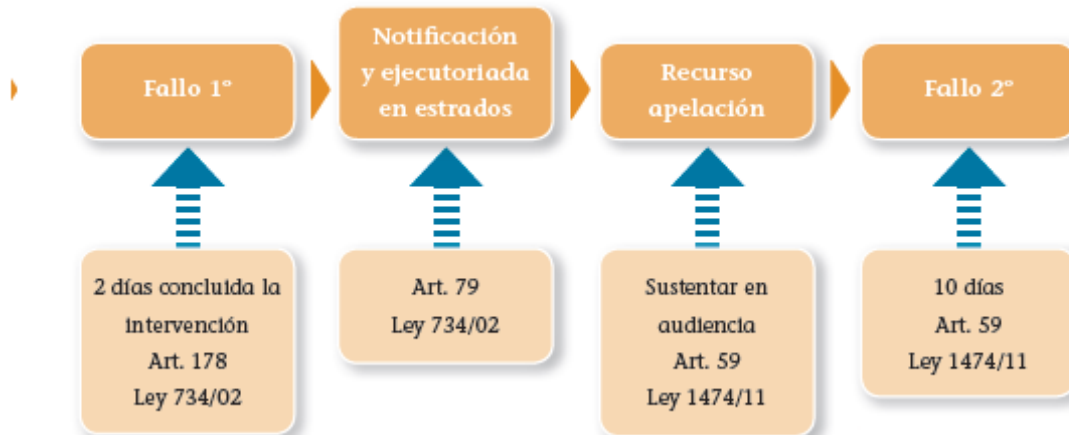 Fallo 1º
Notificación
y ejecutoriada
en estrados
Recurso
apelación
Fallo 2º
2 días concluida la
intervención
Art. 178
Ley 734/02
Art. 79
Ley 734/02
Sustentar en
audiencia
Art. 59
Ley 1474/11
10 días
Art. 59
Ley 1474/11